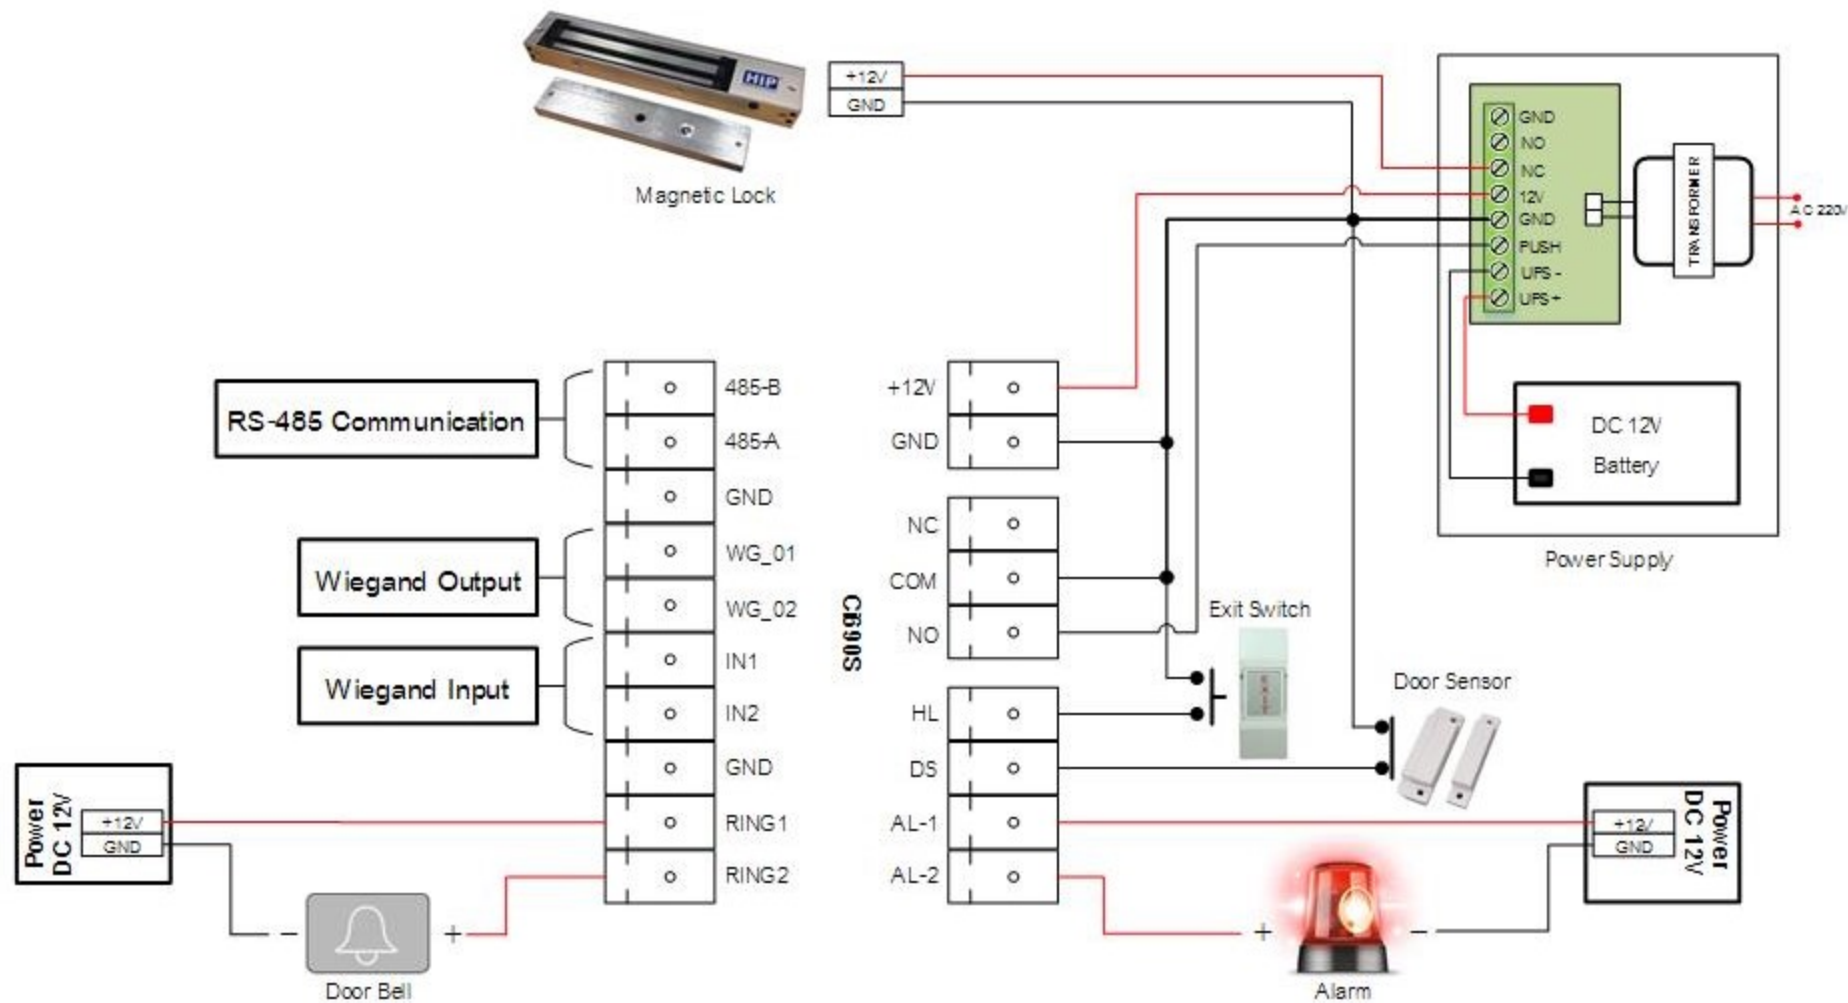 HIP
Magnetic Lock
+12V
GND
GND
NO
NC
12V
GND
PUSH
UPS -
UPS+
TRANSFORMER
AC 220V
DC 12V
Battery
Power Supply
RS-485 Communication
Wiegand Output
Wiegand Input
485-B
485-A
GND
WG_01
WG_02
IN1
IN2
GND
RING1
RING2
+12V
GND
NC
COM
NO
HL
DS
AL-1
AL-2
Exit Switch
EXIT
Door Sensor
Power
DC 12V
+12V
GND
–
+
Door Bell
+
–
Alarm
+12V
GND
Power
DC 12V